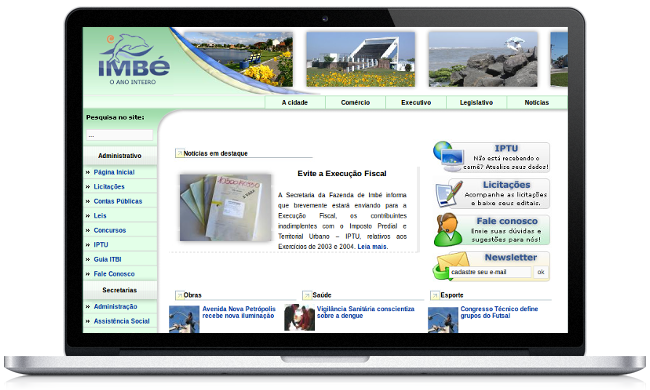 IMBÉ
O ANO INTEIRO
A cidade
Comércio
Executivo
Legislativo
Notícias
Pesquisa no site:
...
Administrativo
Página Inicial
Licitações
Contas Públicas
Leis
Concursos
IPTU
Guia ITBI
Fale Conosco
Secretarias
Administração
Assistência Social
Notícias em destaque
Evite a Execução Fiscal
A Secretaria da Fazenda de Imbé informa
que brevemente estará enviando para a
Execução Fiscal, os contribuintes
inadimplentes com o Imposto Predial e
Territorial Urbano – IPTU, relativos aos
Exercícios de 2003 e 2004. Leia mais.
IPTU
Não está recebendo o
carnê? Atualize seus dados!
Licitações
Acompanhe as licitações
e baixe seus editais.
Fale conosco
Envie suas dúvidas e
sugestões para nós!
Newsletter
cadastre seu e-mail
ok
Obras
Avenida Nova Petrópolis
recebe nova iluminação
Saúde
Vigilância Sanitária conscientiza
sobre a dengue
Esporte
Congresso Técnico define
grupos do Futsal